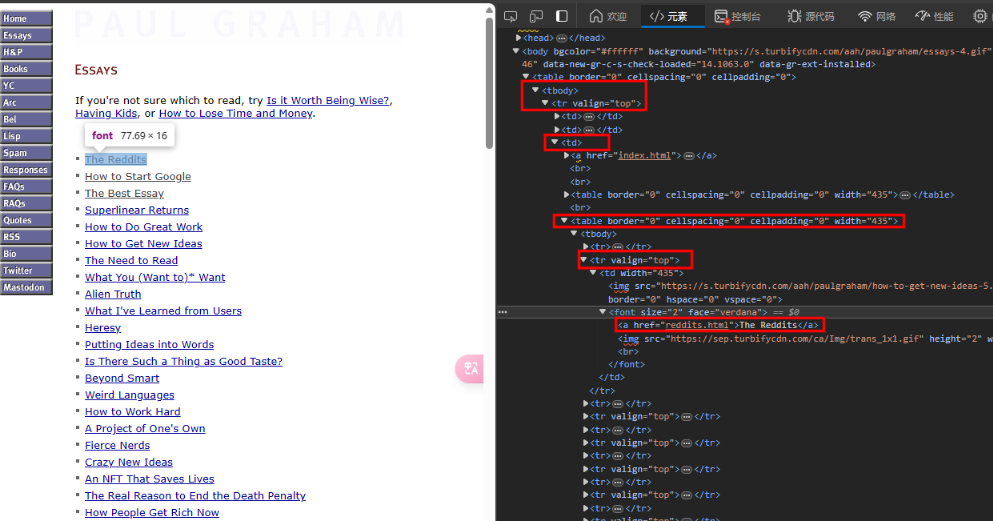 Home
Essays
H&P
Books
YC
Arc
Bel
Lisp
Spam
Responses
FAQs
RAQs
Quotes
RSS
Bio
Twitter
Mastodon
PAUL GRAHAM
ESSAYS
If you're not sure which to read, try Is it Worth Being Wise?,
Having Kids, or How to Lose Time and Money.
font 77.69 × 16
The Reddits
How to Start Google
The Best Essay
Superlinear Returns
How to Do Great Work
How to Get New Ideas
The Need to Read
What You (Want to)* Want
Alien Truth
What I've Learned from Users
Heresy
Putting Ideas into Words
Is There Such a Thing as Good Taste?
Beyond Smart
Weird Languages
How to Work Hard
A Project of One's Own
Fierce Nerds
Crazy New Ideas
An NFT That Saves Lives
The Real Reason to End the Death Penalty
How People Get Rich Now
欢迎 </> 元素 控制台 源代码 网络 性能
<head> … </head>
<body bgcolor="#ffffff" background="https://s.turbifycdn.com/aah/paulgraham/essays-4.gif"
46" data-new-gr-c-s-check-loaded="14.1063.0" data-gr-ext-installed>
<table border="0" cellspacing="0" cellpadding="0">
<tbody>
<tr valign="top">
<td> … </td>
<td> … </td>
<td>
<a href="index.html"> … </a>
<br>
<br>
<table border="0" cellspacing="0" cellpadding="0" width="435"> … </table>
<br>
<table border="0" cellspacing="0" cellpadding="0" width="435">
<tbody>
<tr> … </tr>
<tr valign="top">
<td width="435">
<img src="https://s.turbifycdn.com/aah/paulgraham/how-to-get-new-ideas-5.
border="0" hspace="0" vspace="0">
… <font size="2" face="verdana"> == $0
<a href="reddits.html">The Reddits</a>
<img src="https://sep.turbifycdn.com/ca/Img/trans_1x1.gif" height="2" w
<br>
</font>
</td>
</tr>
<tr> … </tr>
<tr valign="top"> … </tr>
<tr> … </tr>
<tr valign="top"> … </tr>
<tr> … </tr>
<tr valign="top"> … </tr>
<tr> … </tr>
<tr valign="top"> … </tr>
<tr> … </tr>